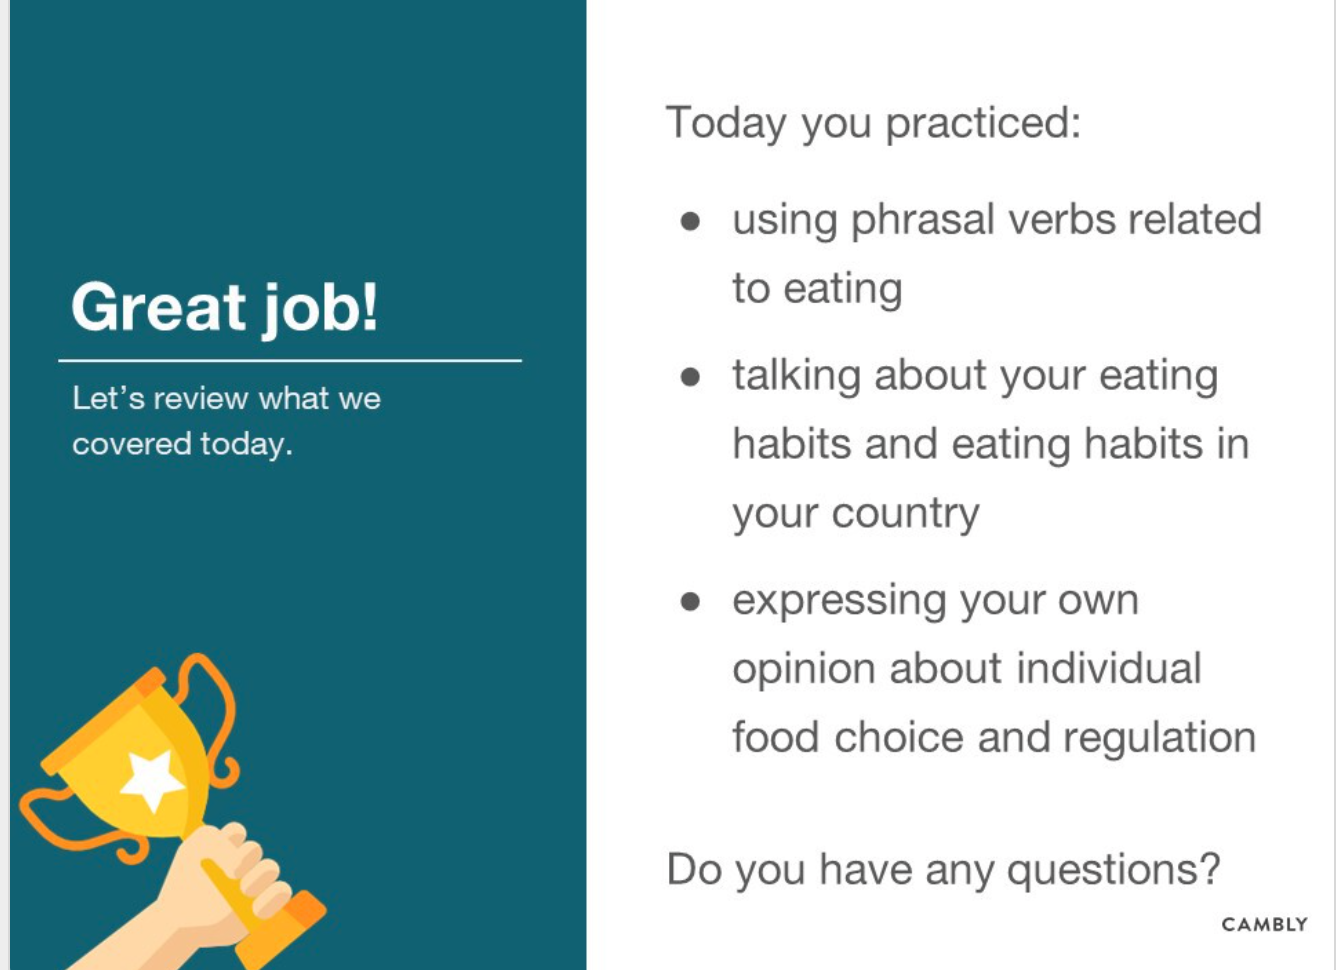 Great job!
Let's review what we
covered today.
Today you practiced:
● using phrasal verbs related
to eating
● talking about your eating
habits and eating habits in
your country
● expressing your own
opinion about individual
food choice and regulation
Do you have any questions?
CAMBLY